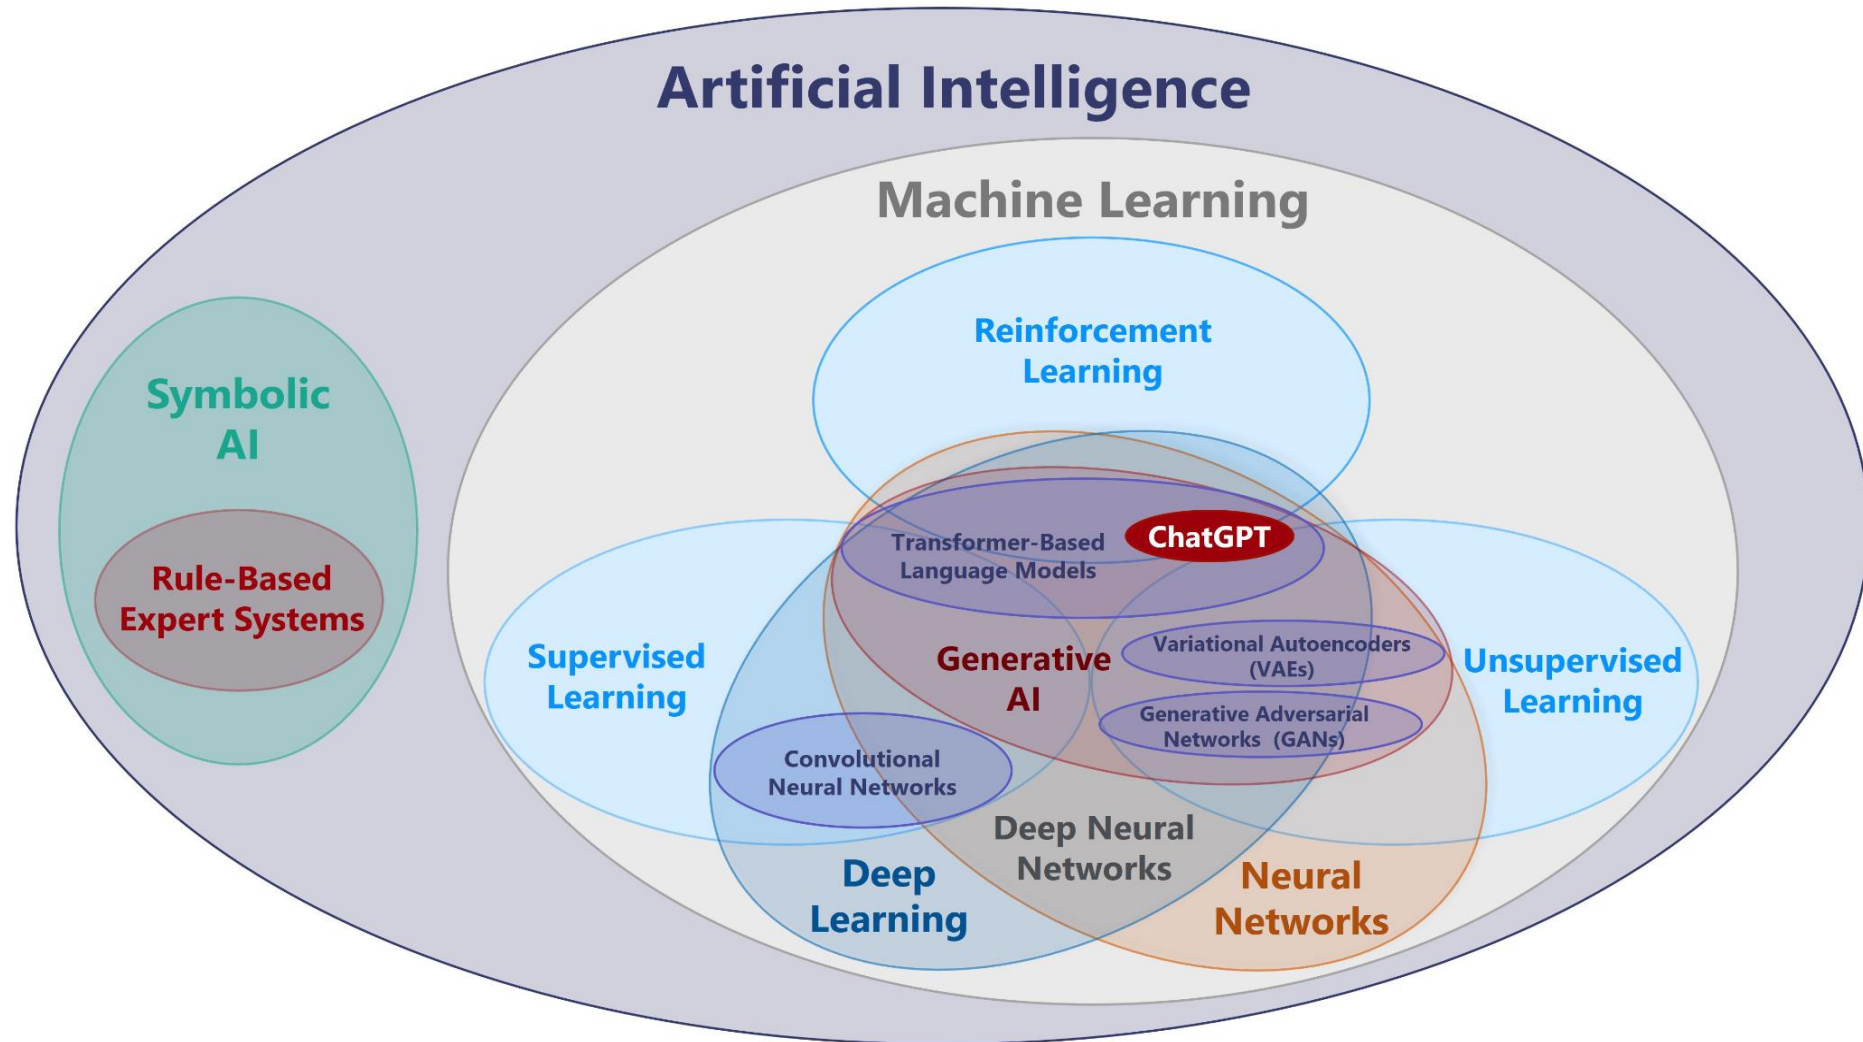 Artificial Intelligence
Machine Learning
Reinforcement
Learning
Symbolic
AI
Rule-Based
Expert Systems
Transformer-Based
Language Models
ChatGPT
Supervised
Learning
Generative
AI
Variational Autoencoders
(VAEs)
Generative Adversarial
Networks (GANs)
Unsupervised
Learning
Convolutional
Neural Networks
Deep Neural
Networks
Deep
Learning
Neural
Networks